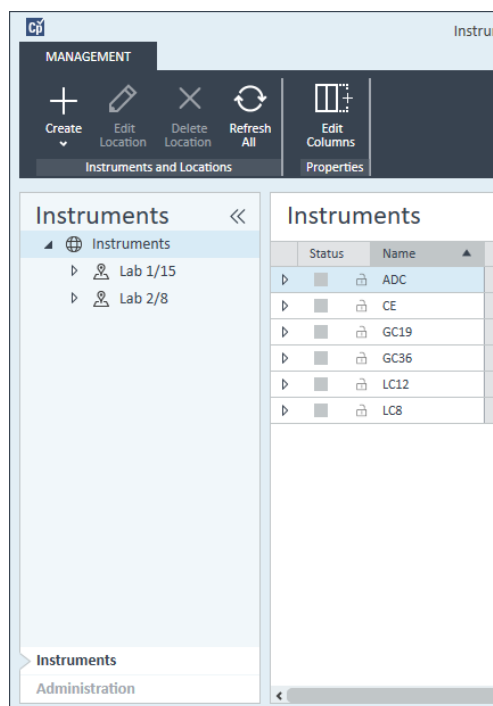 Cp
Instru
MANAGEMENT
Create
Edit Location
Delete Location
Refresh All
Edit Columns
Instruments and Locations
Properties
Instruments
Instruments
Lab 1/15
Lab 2/8
Instruments
Administration
Instruments
Status Name
ADC
CE
GC19
GC36
LC12
LC8